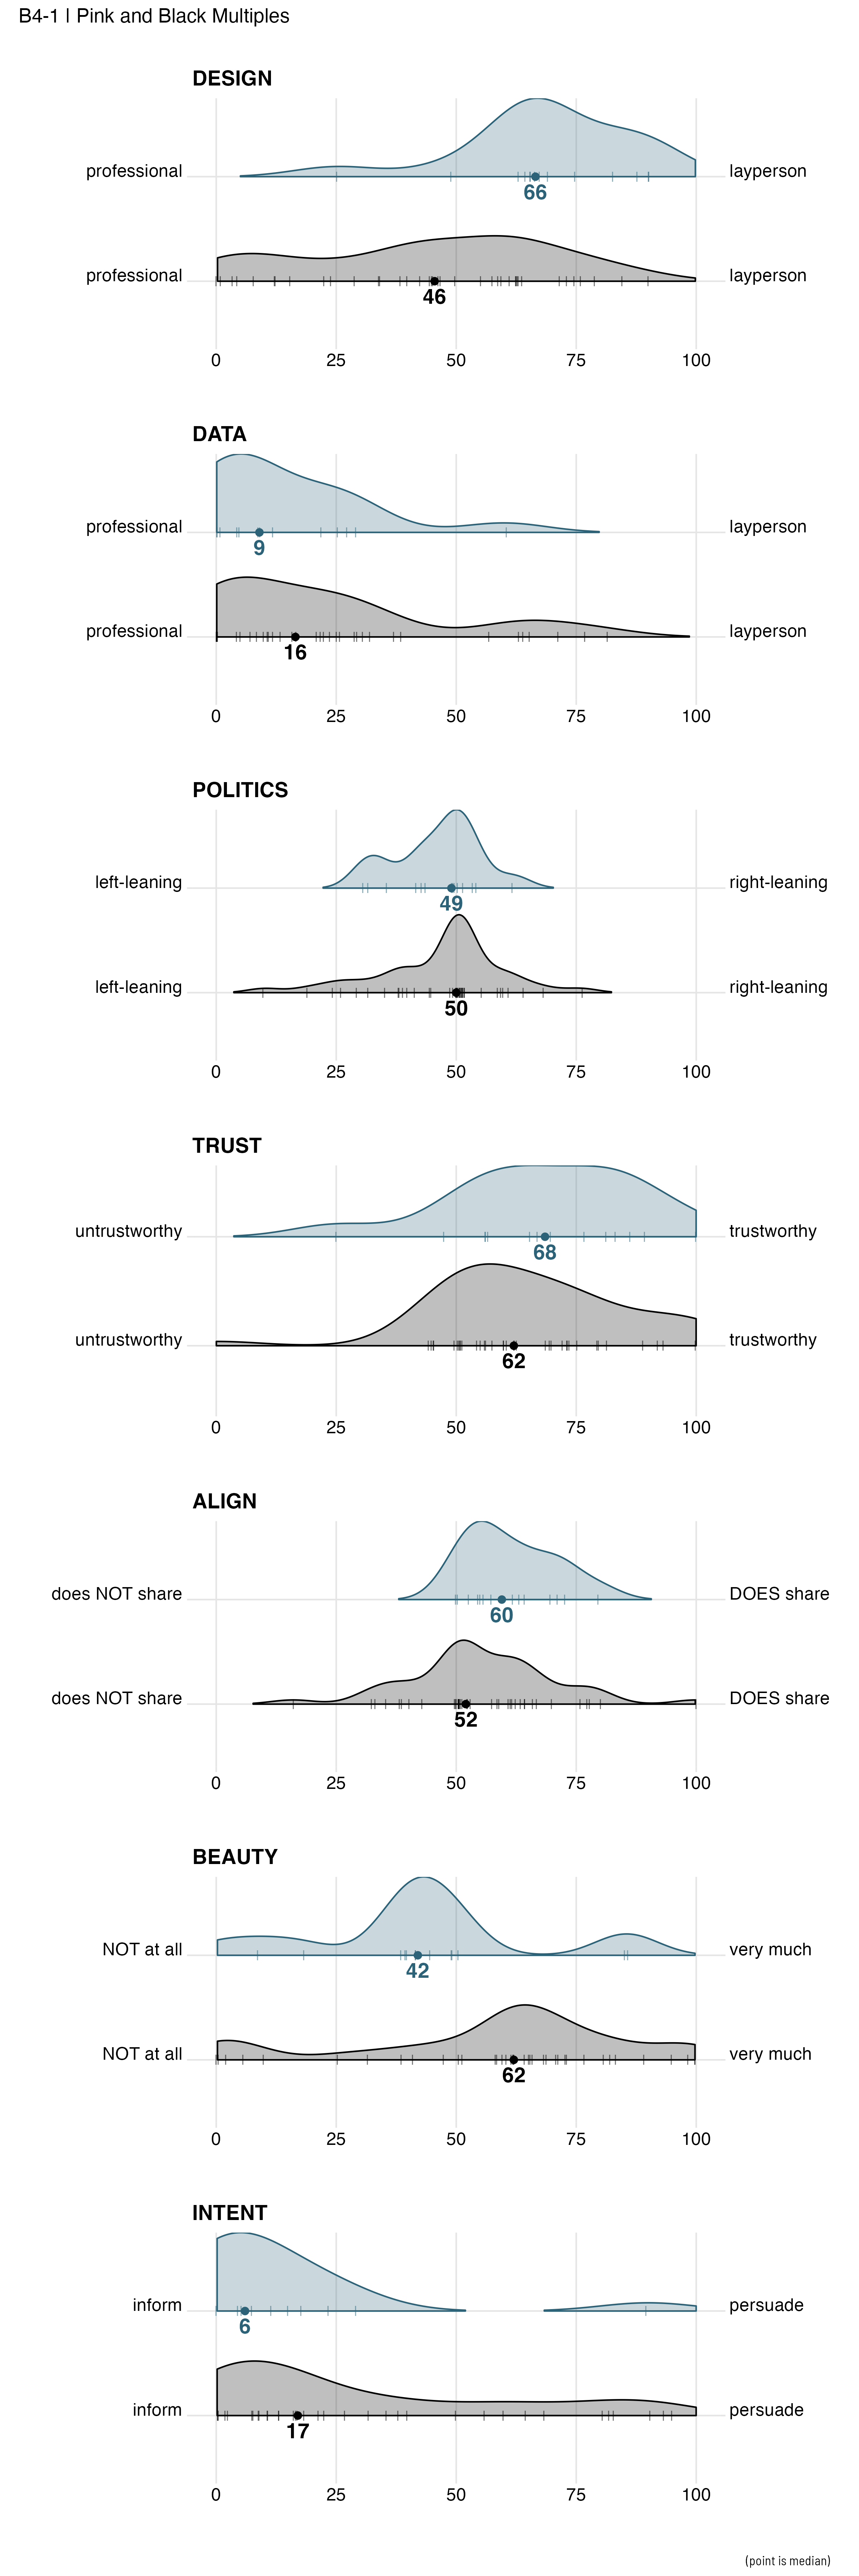 B4-1 | Pink and Black Multiples
DESIGN
professional layperson
66
professional layperson
46
0 25 50 75 100
DATA
professional layperson
9
professional layperson
16
0 25 50 75 100
POLITICS
left-leaning right-leaning
49
left-leaning right-leaning
50
0 25 50 75 100
TRUST
untrustworthy trustworthy
68
untrustworthy trustworthy
62
0 25 50 75 100
ALIGN
does NOT share DOES share
60
does NOT share DOES share
52
0 25 50 75 100
BEAUTY
NOT at all very much
42
NOT at all very much
62
0 25 50 75 100
INTENT
inform persuade
6
inform persuade
17
0 25 50 75 100
(point is median)